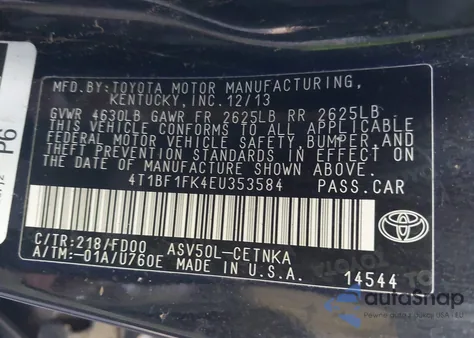 MFD.BY:TOYOTA MOTOR MANUFACTURING,
KENTUCKY,INC.12/13
GVWR 4630LB GAWR FR 2625LB RR 2625LB
THIS VEHICLE CONFORMS TO ALL APPLICABLE
FEDERAL MOTOR VEHICLE SAFETY,BUMPER,AND
THEFT PREVENTION STANDARDS IN EFFECT ON
THE DATE OF MANUFACTURE SHOWN ABOVE.
4T1BF1FK4EU353584 PASS.CAR
C/TR:218/FD00 ASV50L-CETNKA
A/TM:-01A/U760E MADE IN U.S.A.
14544
TOYOTA
P6
autoSnap